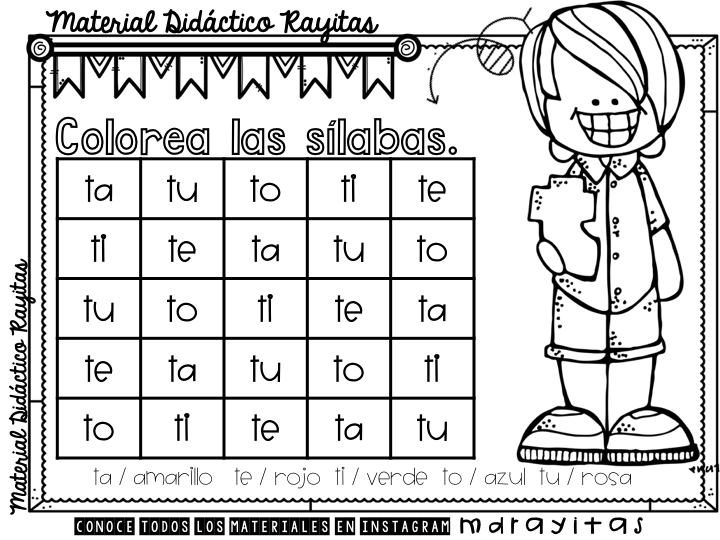 Material Didáctico Rayitas
Colorea las sílabas.
ta tu to ti te
ti te ta tu to
tu to ti te ta
te ta tu to ti
to ti te ta tu
ta / amarillo te / rojo ti / verde to / azul tu / rosa
Material Didáctico Rayitas
CONOCE TODOS LOS MATERIALES EN INSTAGRAM mdrayitas